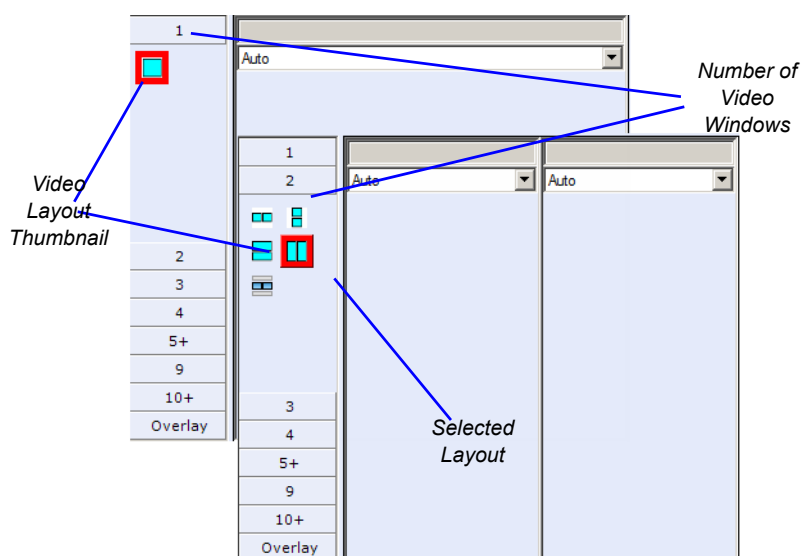 1
Auto
Number of
Video
Windows
1
2
Auto
Auto
Video
Layout
Thumbnail
2
3
4
5+
9
10+
Overlay
3
4
5+
9
10+
Overlay
Selected
Layout